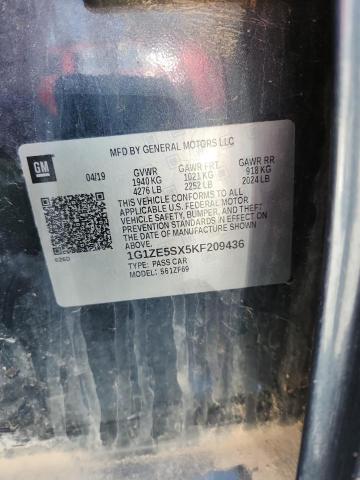 MFD BY GENERAL MOTORS LLC
GM
04/19
GVWR GAWR FRT GAWR RR
1940 KG 1021 KG 918 KG
4276 LB 2252 LB 2024 LB
THIS VEHICLE CONFORMS TO ALL
APPLICABLE U.S. FEDERAL MOTOR
VEHICLE SAFETY, BUMPER, AND THEFT
PREVENTION STANDARDS IN EFFECT ON
THE DATE OF MANUFACTURE SHOWN ABOVE.
1G1ZE5SX5KF209436
TYPE: PASS CAR
MODEL: S61ZF69